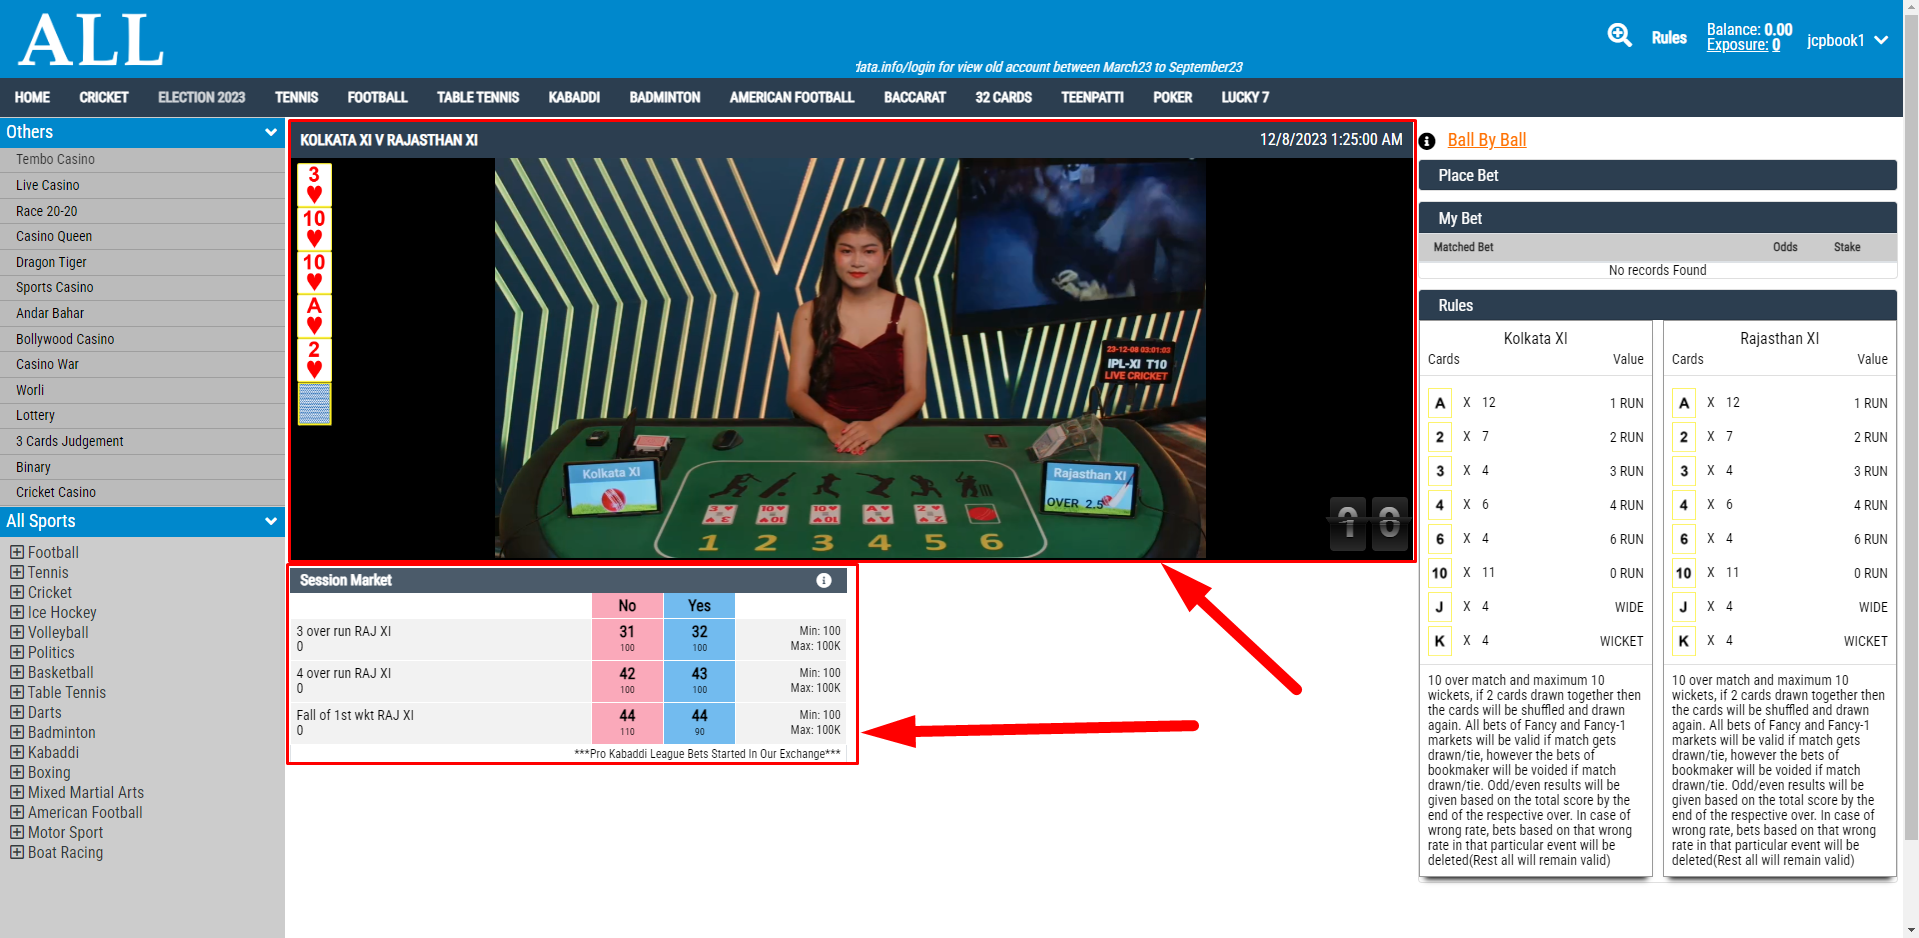 ALL
data.info/login for view old account between March23 to September23
Rules
Balance: 0.00
Exposure: 0
jcpbook1
HOME CRICKET ELECTION 2023 TENNIS FOOTBALL TABLE TENNIS KABADDI BADMINTON AMERICAN FOOTBALL BACCARAT 32 CARDS TEENPATTI POKER LUCKY 7
Others
Tembo Casino
Live Casino
Race 20-20
Casino Queen
Dragon Tiger
Sports Casino
Andar Bahar
Bollywood Casino
Casino War
Worli
Lottery
3 Cards Judgement
Binary
Cricket Casino
All Sports
Football
Tennis
Cricket
Ice Hockey
Volleyball
Politics
Basketball
Table Tennis
Darts
Badminton
Kabaddi
Boxing
Mixed Martial Arts
American Football
Motor Sport
Boat Racing
KOLKATA XI V RAJASTHAN XI 12/8/2023 1:25:00 AM
3
10
10
A
2
23-12-08 03:01:03
IPL-XI T10
LIVE CRICKET
Kolkata XI
Rajasthan XI
OVER 2.5
1 2 3 4 5 6
Session Market
No Yes
3 over run RAJ XI 31 32 Min: 100
0 100 100 Max: 100K
4 over run RAJ XI 42 43 Min: 100
0 100 100 Max: 100K
Fall of 1st wkt RAJ XI 44 44 Min: 100
0 110 90 Max: 100K
***Pro Kabaddi League Bets Started In Our Exchange***
Ball By Ball
Place Bet
My Bet
Matched Bet Odds Stake
No records Found
Rules
Kolkata XI
Cards Value
A X 12 1 RUN
2 X 7 2 RUN
3 X 4 3 RUN
4 X 6 4 RUN
6 X 4 6 RUN
10 X 11 0 RUN
J X 4 WIDE
K X 4 WICKET
10 over match and maximum 10
wickets, if 2 cards drawn together then
the cards will be shuffled and drawn
again. All bets of Fancy and Fancy-1
markets will be valid if match gets
drawn/tie, however the bets of
bookmaker will be voided if match
drawn/tie. Odd/even results will be
given based on the total score by the
end of the respective over. In case of
wrong rate, bets based on that wrong
rate in that particular event will be
deleted(Rest all will remain valid)
Rajasthan XI
Cards Value
A X 12 1 RUN
2 X 7 2 RUN
3 X 4 3 RUN
4 X 6 4 RUN
6 X 4 6 RUN
10 X 11 0 RUN
J X 4 WIDE
K X 4 WICKET
10 over match and maximum 10
wickets, if 2 cards drawn together then
the cards will be shuffled and drawn
again. All bets of Fancy and Fancy-1
markets will be valid if match gets
drawn/tie, however the bets of
bookmaker will be voided if match
drawn/tie. Odd/even results will be
given based on the total score by the
end of the respective over. In case of
wrong rate, bets based on that wrong
rate in that particular event will be
deleted(Rest all will remain valid)